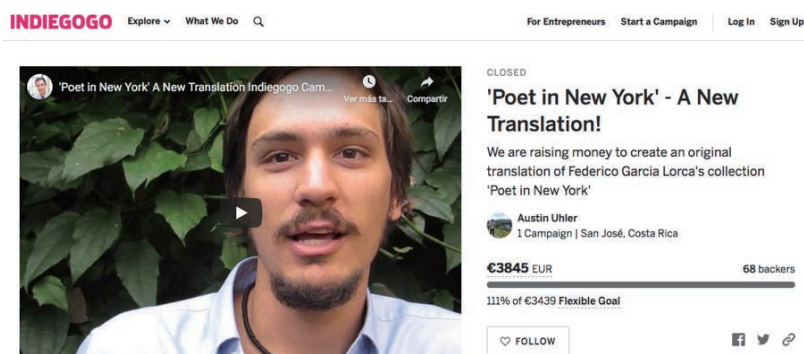 INDIEGOGO Explore What We Do For Entrepreneurs Start a Campaign Log In Sign Up
'Poet in New York' A New Translation Indiegogo Cam...
Ver más ta...
Compartir
CLOSED
'Poet in New York' - A New
Translation!
We are raising money to create an original
translation of Federico Garcia Lorca's collection
'Poet in New York'
Austin Uhler
1 Campaign | San José, Costa Rica
€3845 EUR 68 backers
111% of €3439 Flexible Goal
FOLLOW